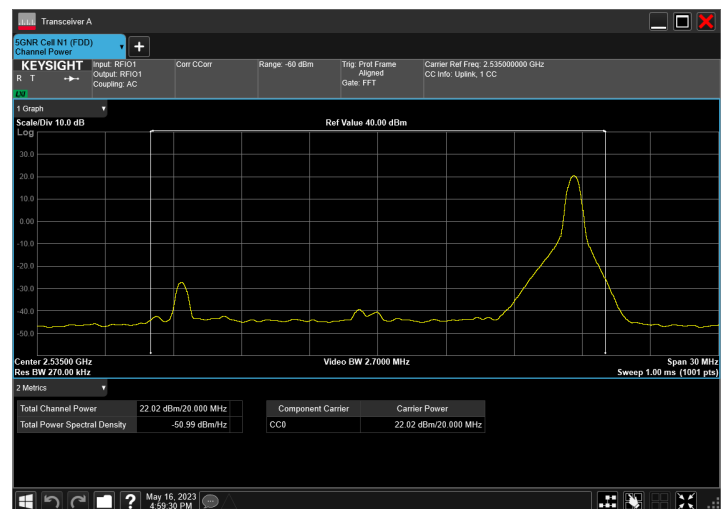 Transceiver A
5GNR Cell N1 (FDD)
Channel Power
KEYSIGHT
R T
LXI
Input: RFIO1
Output: RFIO1
Coupling: AC
Corr CCorr
Range: -60 dBm
Trig: Prot Frame
Aligned
Gate: FFT
Carrier Ref Freq: 2.535000000 GHz
CC Info: Uplink, 1 CC
1 Graph
Scale/Div 10.0 dB
Ref Value 40.00 dBm
Log
30.0
20.0
10.0
0.00
-10.0
-20.0
-30.0
-40.0
-50.0
Center 2.53500 GHz
Video BW 2.7000 MHz
Span 30 MHz
Res BW 270.00 kHz
Sweep 1.00 ms (1001 pts)
2 Metrics
Total Channel Power 22.02 dBm/20.000 MHz
Total Power Spectral Density -50.99 dBm/Hz
Component Carrier Carrier Power
CC0 22.02 dBm/20.000 MHz
?
May 16, 2023
4:59:30 PM